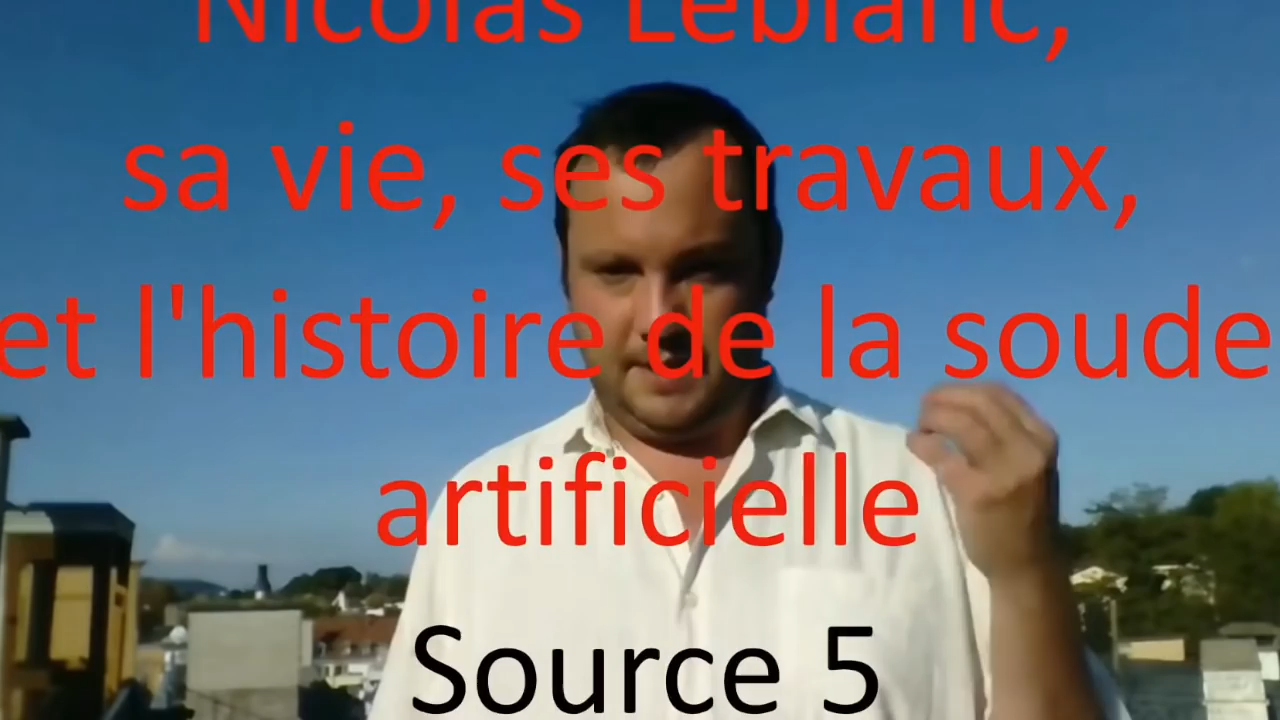 Nicolas Leblanc,
sa vie, ses travaux,
et l'histoire de la soude
artificielle
Source 5